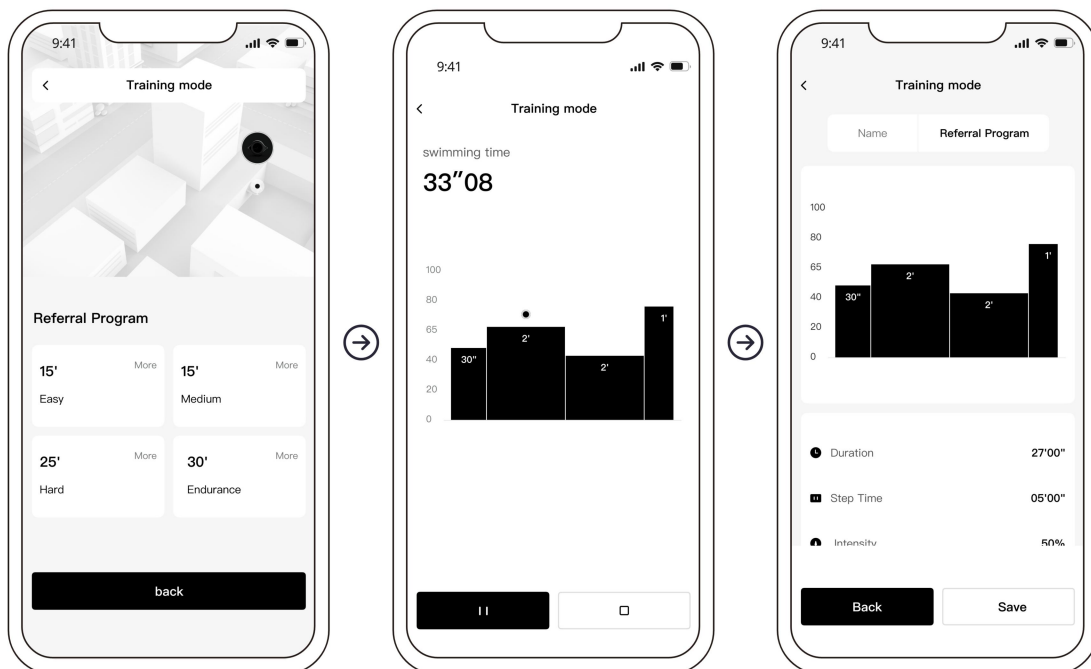 9:41
Training mode
Referral Program
15' More
Easy
15' More
Medium
25' More
Hard
30' More
Endurance
back
9:41
Training mode
swimming time
33"08
100
80
65
40
20
0
30"
2'
2'
1'
9:41
Training mode
Name Referral Program
100
80
65
40
20
0
30"
2'
2'
1'
Duration 27'00"
Step Time 05'00"
Intensity 50%
Back Save